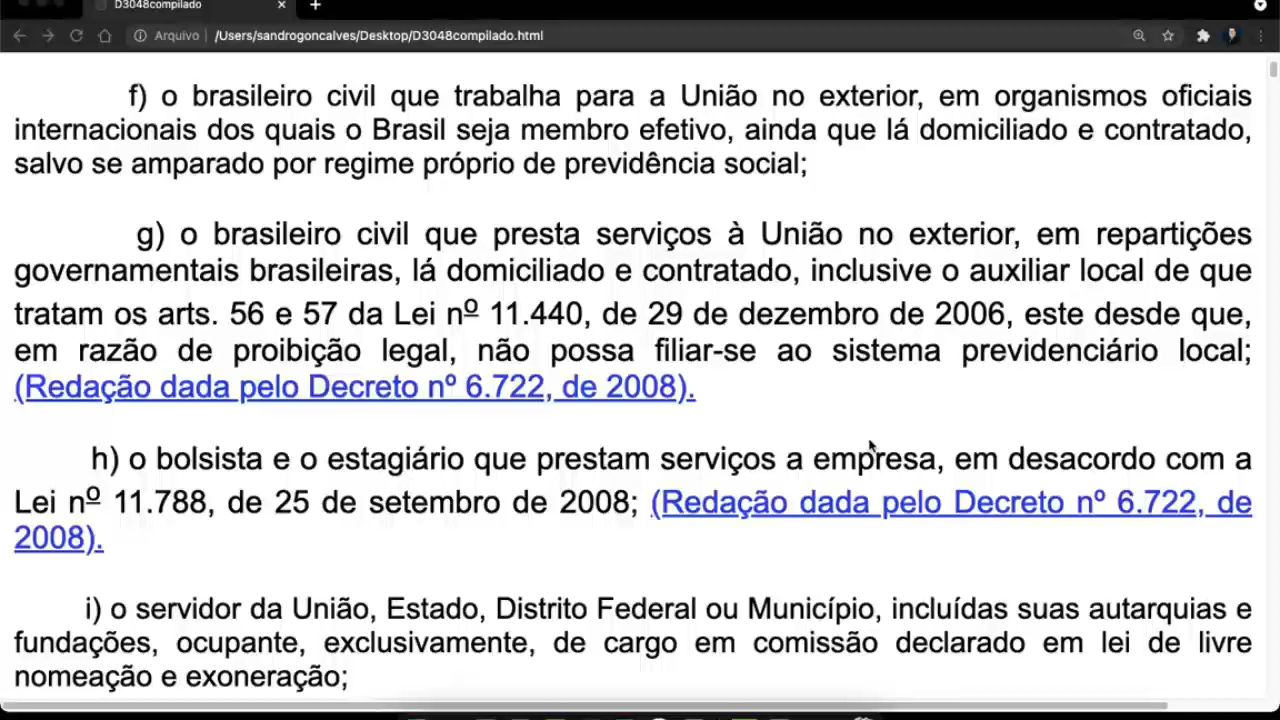 D3048compilado
Arquivo /Users/sandrogoncalves/Desktop/D3048compilado.html
f) o brasileiro civil que trabalha para a União no exterior, em organismos oficiais
internacionais dos quais o Brasil seja membro efetivo, ainda que lá domiciliado e contratado,
salvo se amparado por regime próprio de previdência social;
g) o brasileiro civil que presta serviços à União no exterior, em repartições
governamentais brasileiras, lá domiciliado e contratado, inclusive o auxiliar local de que
tratam os arts. 56 e 57 da Lei nº 11.440, de 29 de dezembro de 2006, este desde que,
em razão de proibição legal, não possa filiar-se ao sistema previdenciário local;
(Redação dada pelo Decreto nº 6.722, de 2008).
h) o bolsista e o estagiário que prestam serviços a empresa, em desacordo com a
Lei nº 11.788, de 25 de setembro de 2008; (Redação dada pelo Decreto nº 6.722, de
2008).
i) o servidor da União, Estado, Distrito Federal ou Município, incluídas suas autarquias e
fundações, ocupante, exclusivamente, de cargo em comissão declarado em lei de livre
nomeação e exoneração;